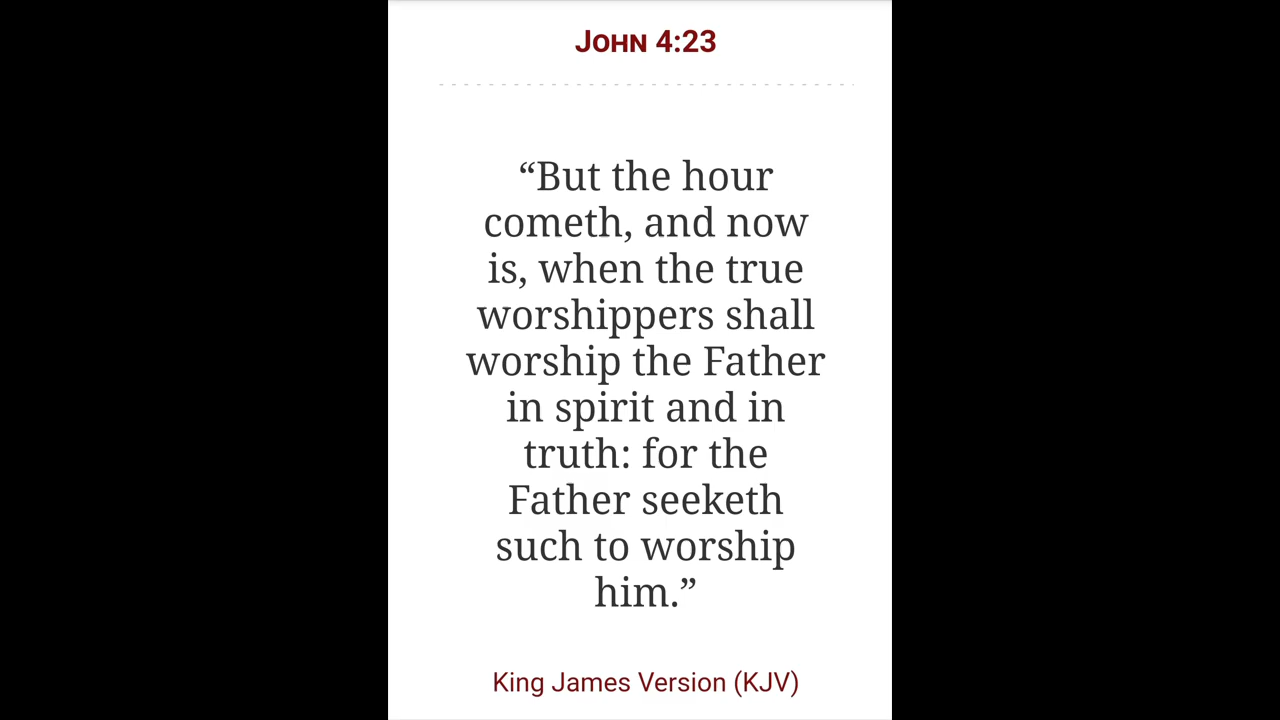 John 4:23
“But the hour
cometh, and now
is, when the true
worshippers shall
worship the Father
in spirit and in
truth: for the
Father seeketh
such to worship
him.”
King James Version (KJV)